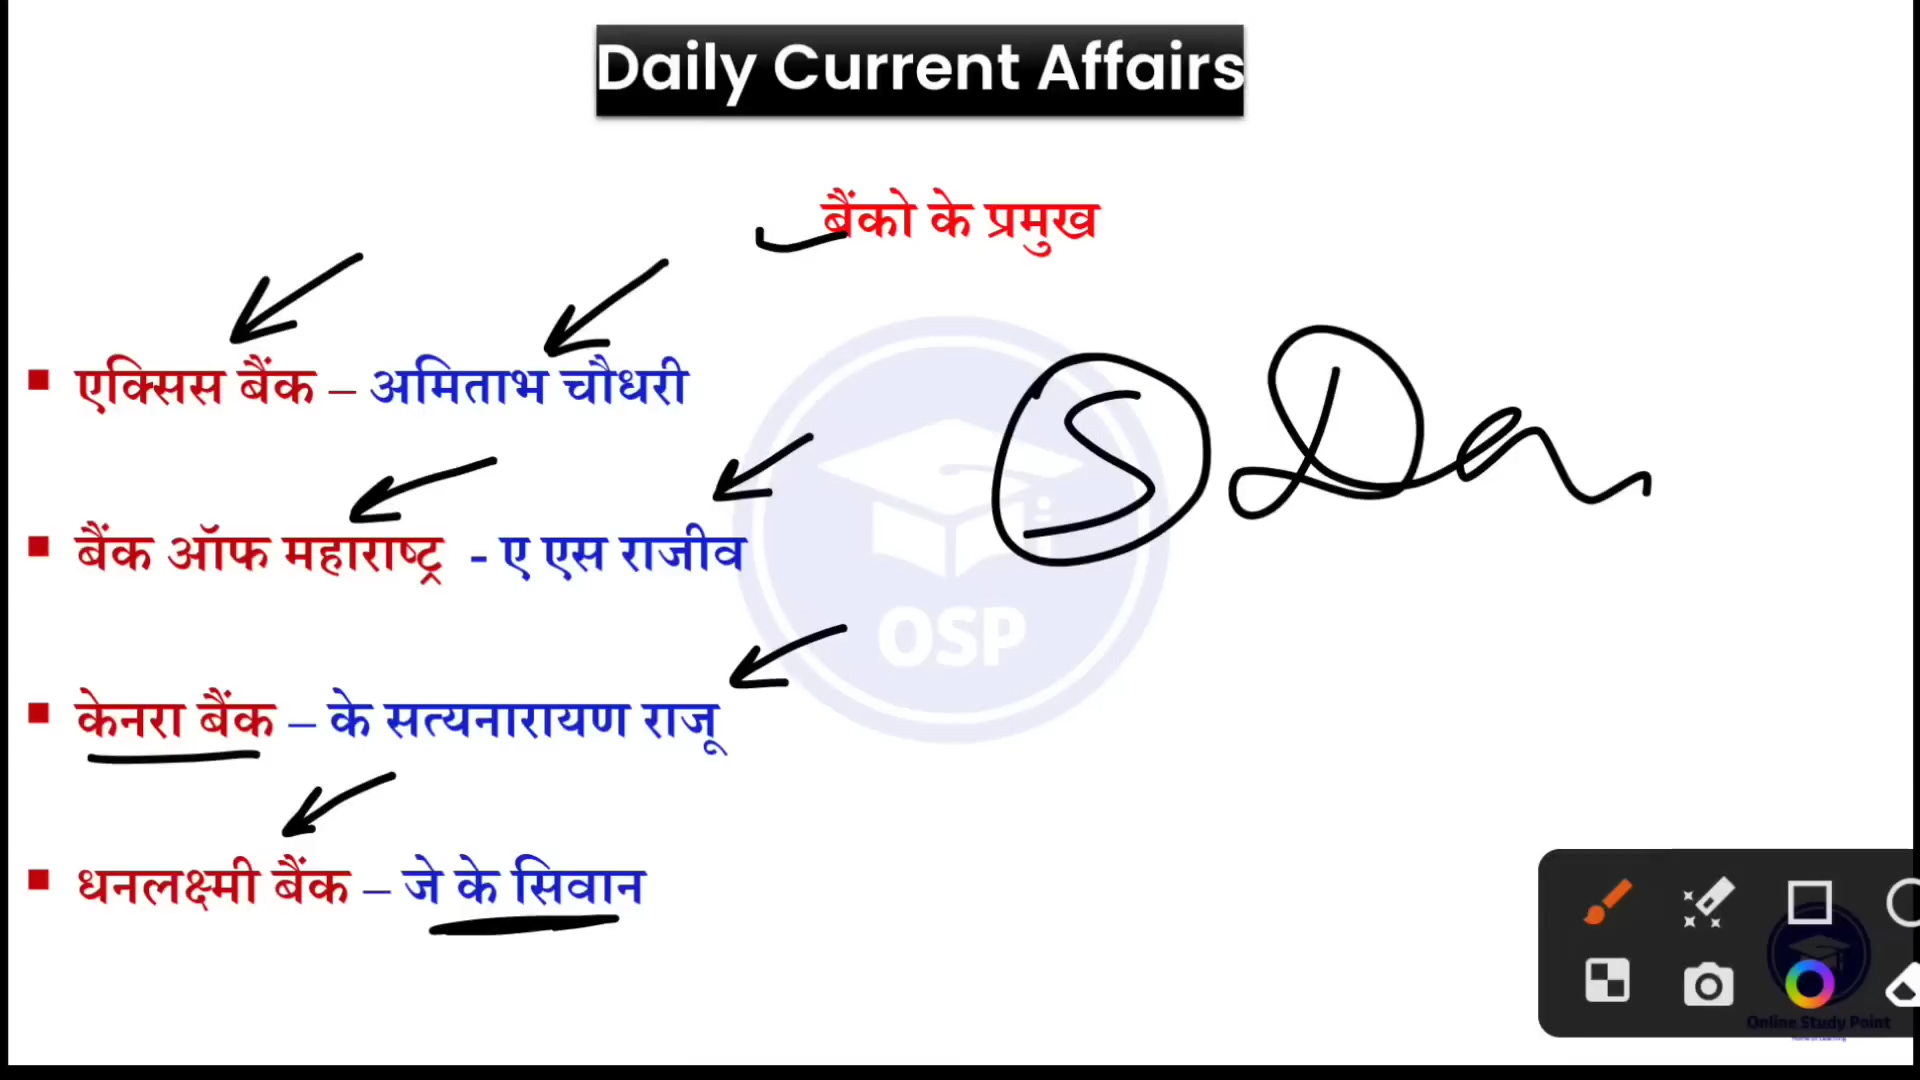 Daily Current Affairs
बैंको के प्रमुख
एक्सिस बैंक – अमिताभ चौधरी
बैंक ऑफ महाराष्ट्र - ए एस राजीव
केनरा बैंक – के सत्यनारायण राजू
धनलक्ष्मी बैंक – जे के सिवान
S
OSP
Online Study Point